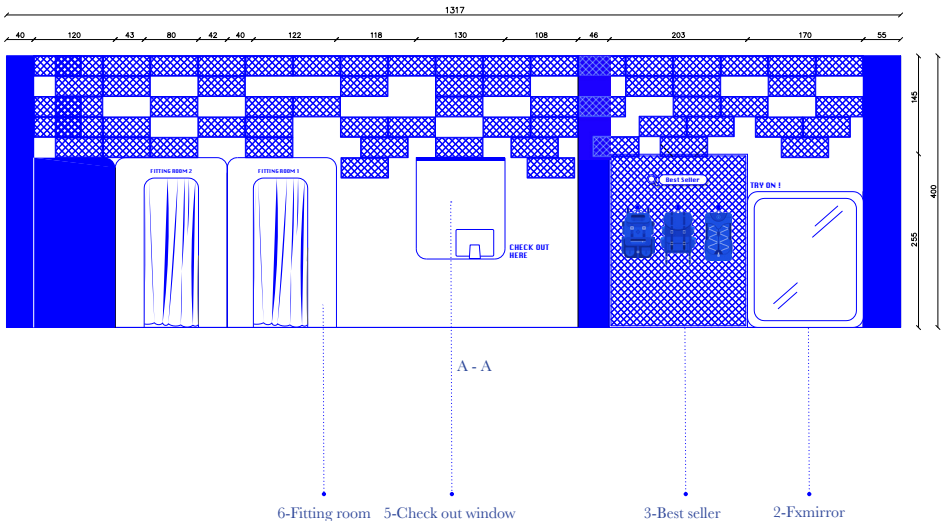 1317
40 120 43 80 42 40 122 118 130 108 46 203 170 55
145
400
255
FITTING ROOM 2
FITTING ROOM 1
Best Seller
TRY ON !
CHECK OUT
HERE
A - A
6-Fitting room 5-Check out window 3-Best seller 2-Fxmirror